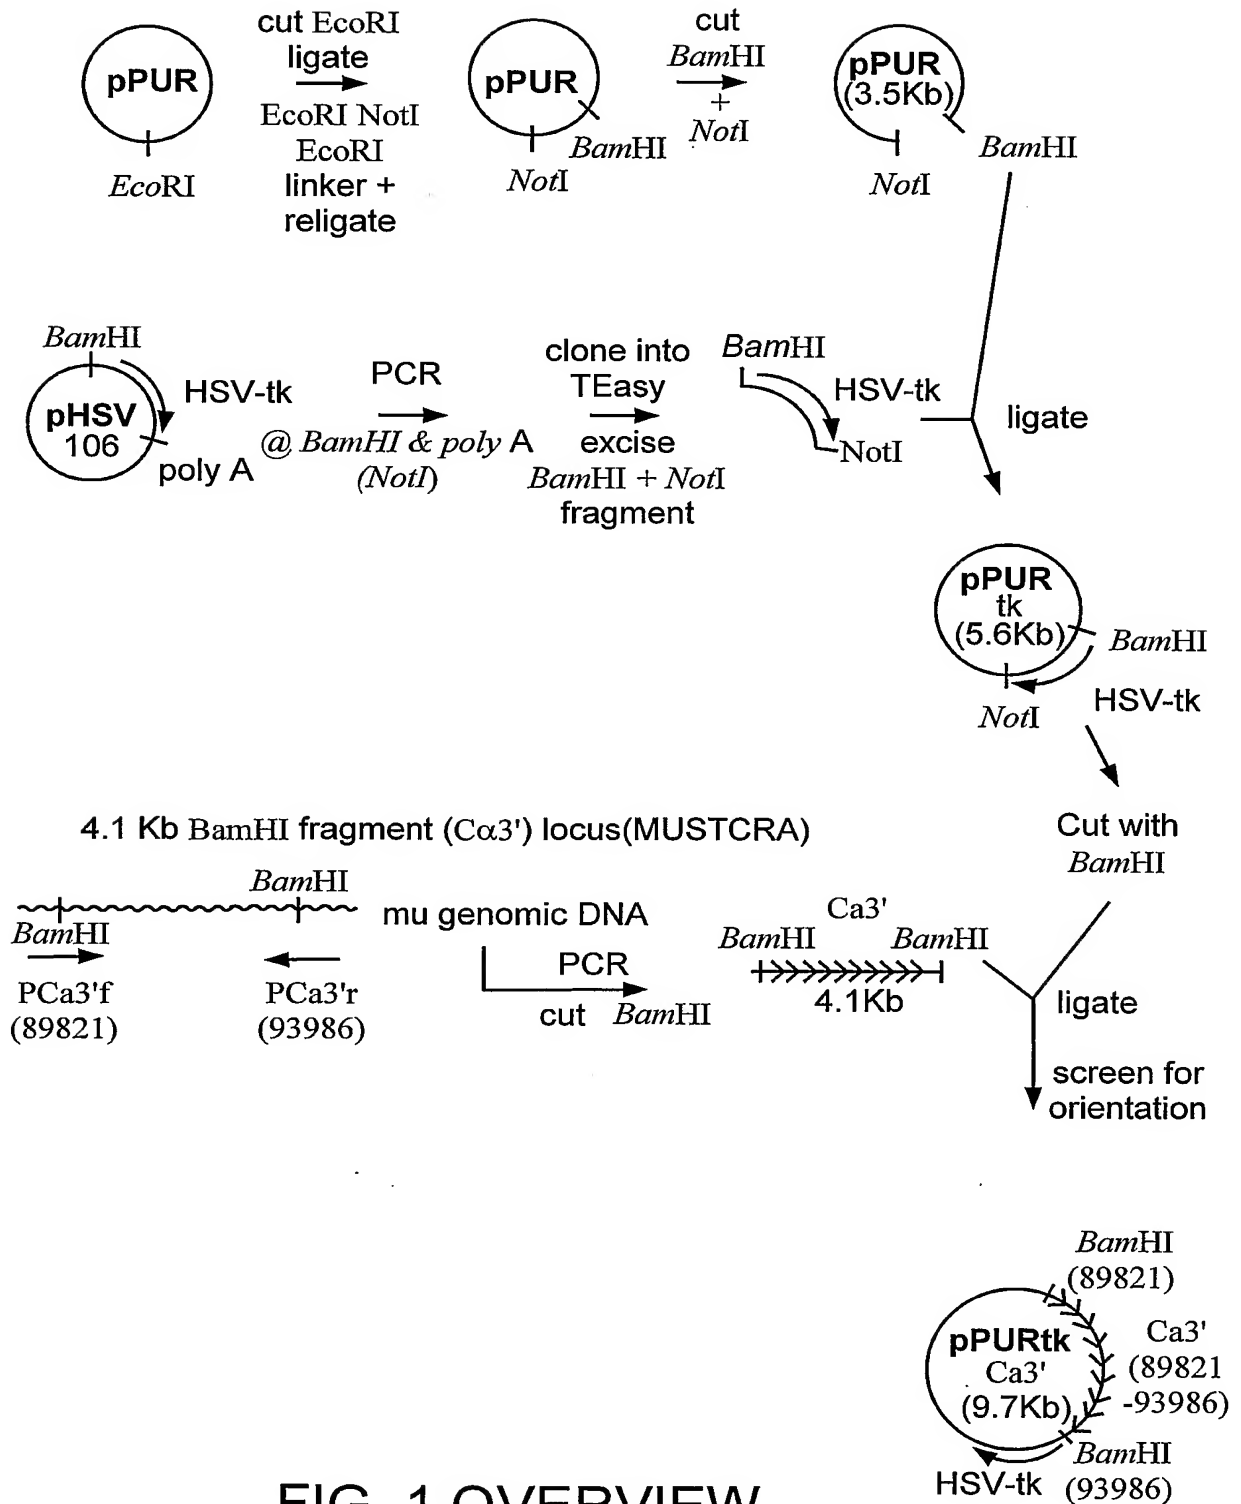 cut EcoRI
ligate
EcoRI NotI
EcoRI
linker +
religate
pPUR
EcoRI
pPUR
BamHI
NotI
cut
BamHI
+
NotI
pPUR
(3.5Kb)
BamHI
NotI
BamHI
pHSV
106
HSV-tk
poly A
PCR
@ BamHI & poly A
(NotI)
clone into
TEasy
excise
BamHI + NotI
fragment
BamHI
HSV-tk
NotI
ligate
pPUR
tk
(5.6Kb)
BamHI
HSV-tk
NotI
Cut with
BamHI
4.1 Kb BamHI fragment (Cα3') locus(MUSTCRA)
BamHI
BamHI
PCa3'f
(89821)
PCa3'r
(93986)
mu genomic DNA
PCR
cut BamHI
Ca3'
BamHI BamHI
4.1Kb
ligate
screen for
orientation
BamHI
(89821)
pPURtk
Ca3'
(9.7Kb)
Ca3'
(89821
-93986)
BamHI
(93986)
HSV-tk
FIG. 1 OVERVIEW